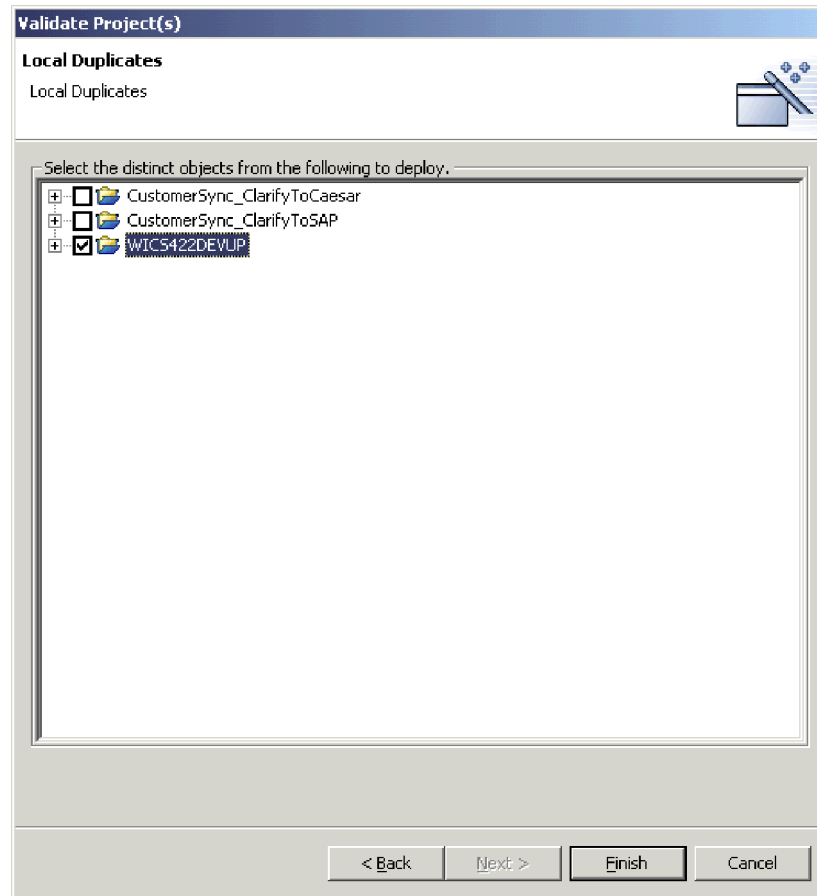 Validate Project(s)
Local Duplicates
Local Duplicates
Select the distinct objects from the following to deploy.
CustomerSync_ClarifyToCaesar
CustomerSync_ClarifyToSAP
WICS422DEVUP
< Back
Next >
Finish
Cancel